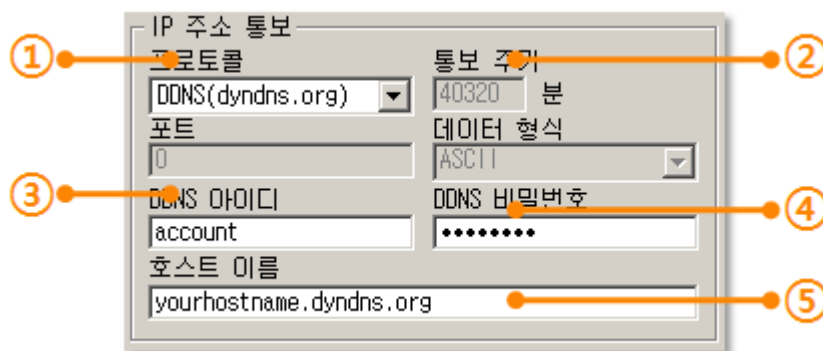 IP 주소 통보
① 프로토콜 통보 주기 ②
DDNS(dyndns.org) 40320 분
포트 데이터 형식
0 ASCII
③ DDNS 아이디 DDNS 비밀번호 ④
account ••••••••
호스트 이름
yourhostname.dyndns.org ⑤